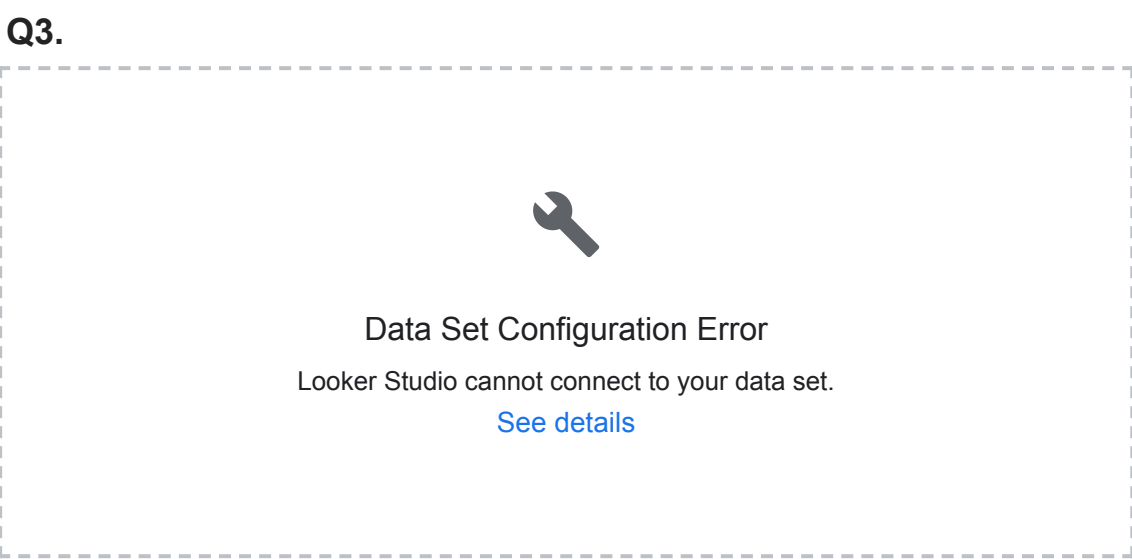 Q3.
Data Set Configuration Error
Looker Studio cannot connect to your data set.
See details